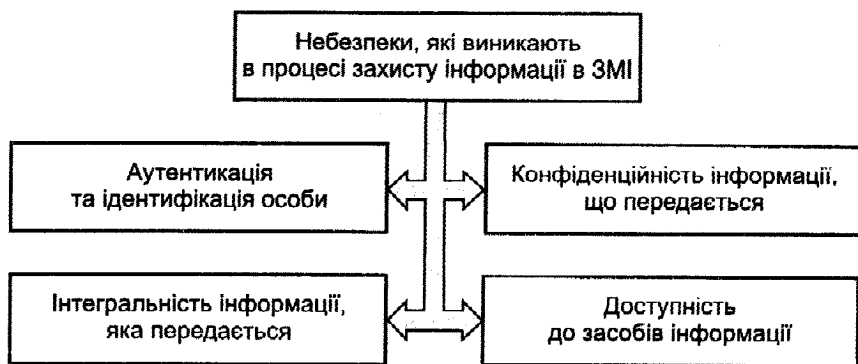 Небезпеки, які виникають
в процесі захисту інформації в ЗМІ
Аутентикація
та ідентифікація особи
Конфіденційність інформації,
що передається
Інтегральність інформації,
яка передається
Доступність
до засобів інформації